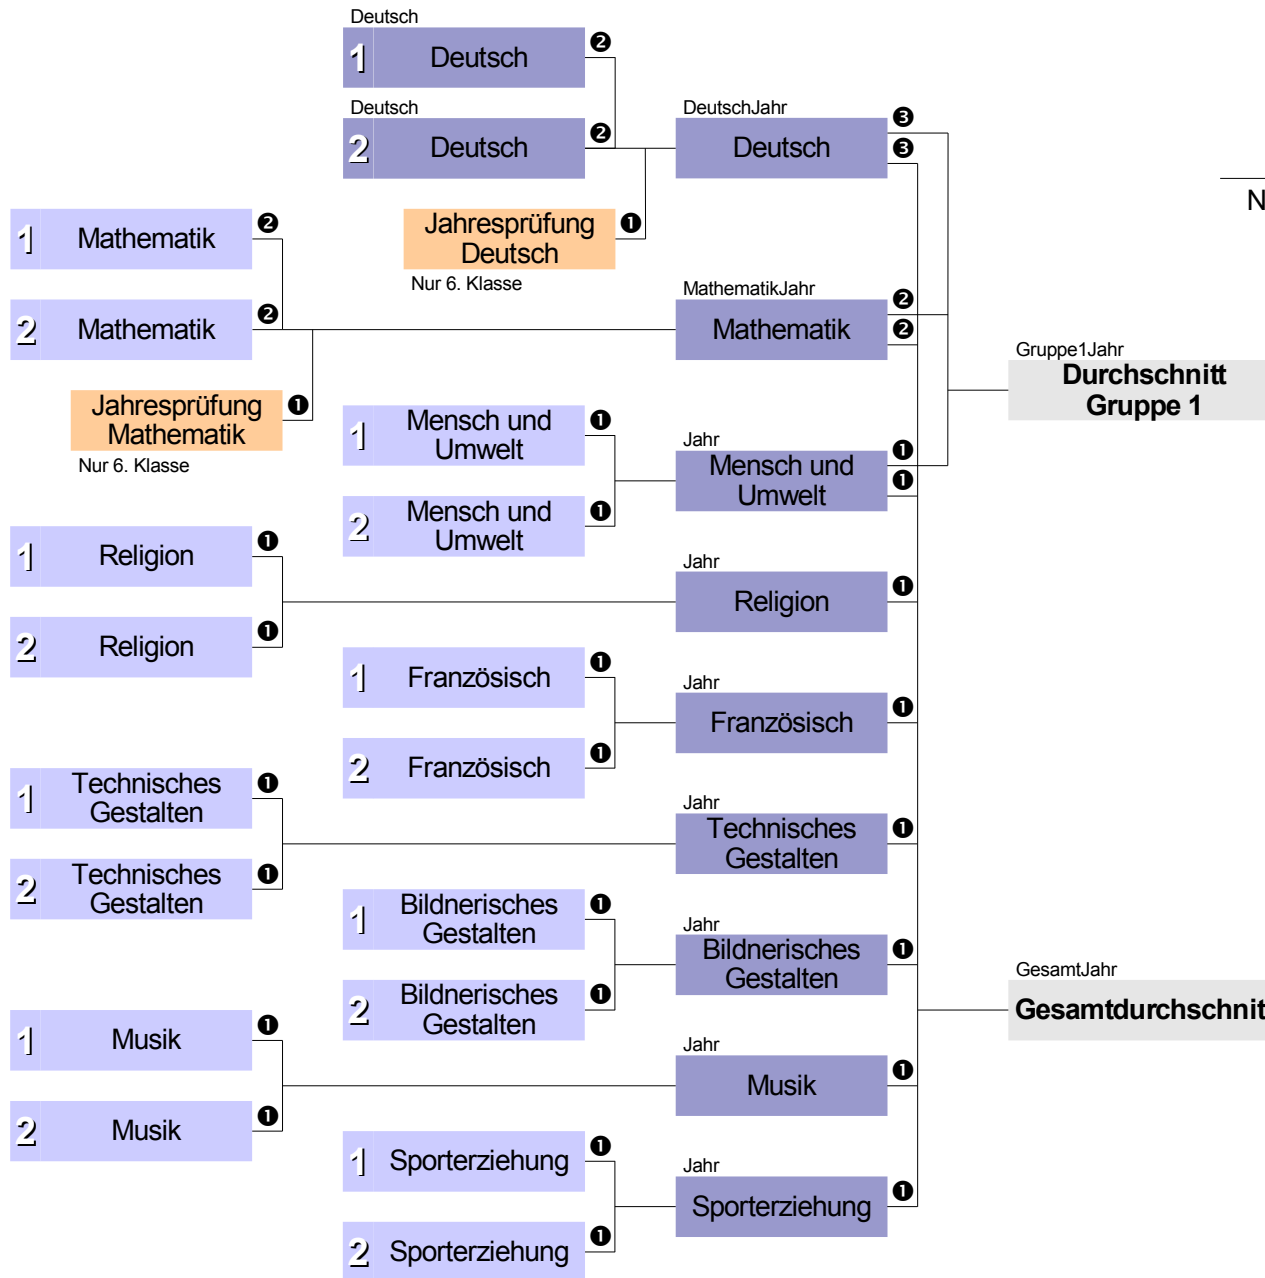 Deutsch
1 Deutsch ❷
Deutsch
2 Deutsch ❷
DeutschJahr
Deutsch ❸
❸
N
Jahresprüfung ❶
Deutsch
Nur 6. Klasse
1 Mathematik ❷
2 Mathematik ❷
MathematikJahr
Mathematik ❷
❷
Jahresprüfung ❶
Mathematik
Nur 6. Klasse
Gruppe1Jahr
Durchschnitt
Gruppe 1
1 Mensch und ❶
Umwelt
2 Mensch und ❶
Umwelt
Jahr
Mensch und ❶
Umwelt ❶
1 Religion ❶
2 Religion ❶
Jahr
Religion ❶
1 Französisch ❶
2 Französisch ❶
Jahr
Französisch ❶
1 Technisches ❶
Gestalten
2 Technisches ❶
Gestalten
Jahr
Technisches ❶
Gestalten
1 Bildnerisches ❶
Gestalten
2 Bildnerisches ❶
Gestalten
Jahr
Bildnerisches ❶
Gestalten
GesamtJahr
Gesamtdurchschnit
1 Musik ❶
2 Musik ❶
Jahr
Musik ❶
1 Sporterziehung ❶
2 Sporterziehung ❶
Jahr
Sporterziehung ❶